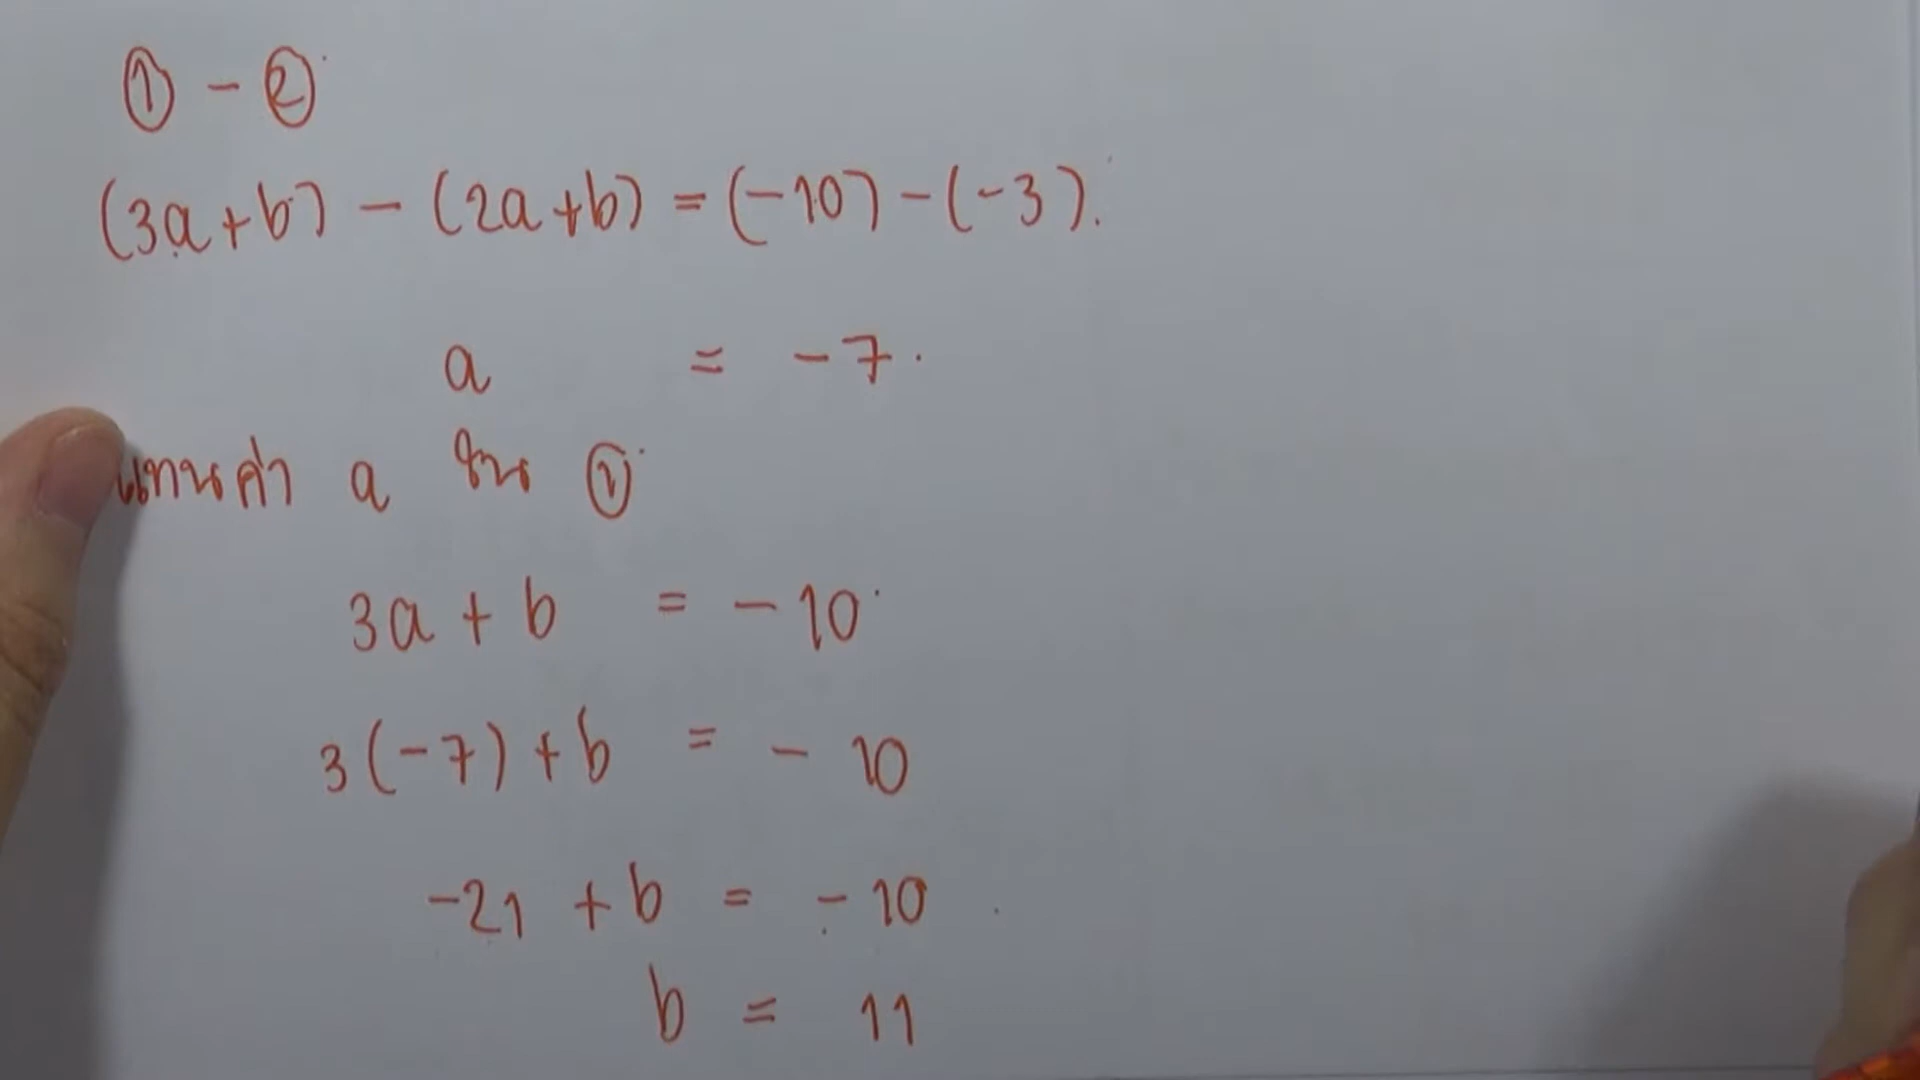 ① - ②
(3a+b) - (2a+b) = (-10) - (-3).
a = -7.
แทนค่า a ใน ①
3a + b = -10
3(-7) + b = -10
-21 + b = -10
b = 11